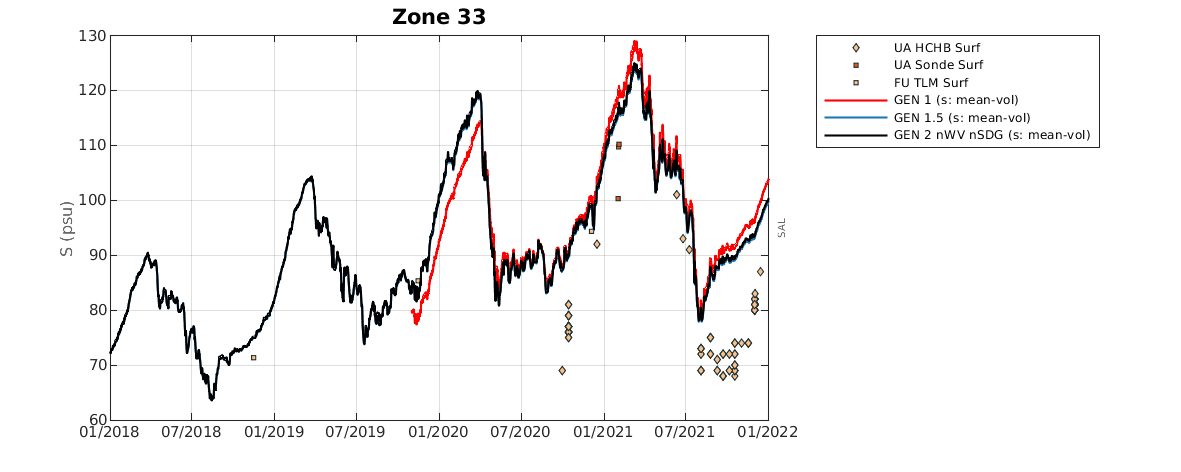 Zone 33
130
120
110
100
90
80
70
60
S (psu)
01/2018 07/2018 01/2019 07/2019 01/2020 07/2020 01/2021 07/2021 01/2022
SAL
UA HCHB Surf
UA Sonde Surf
FU TLM Surf
GEN 1 (s: mean-vol)
GEN 1.5 (s: mean-vol)
GEN 2 nWV nSDG (s: mean-vol)